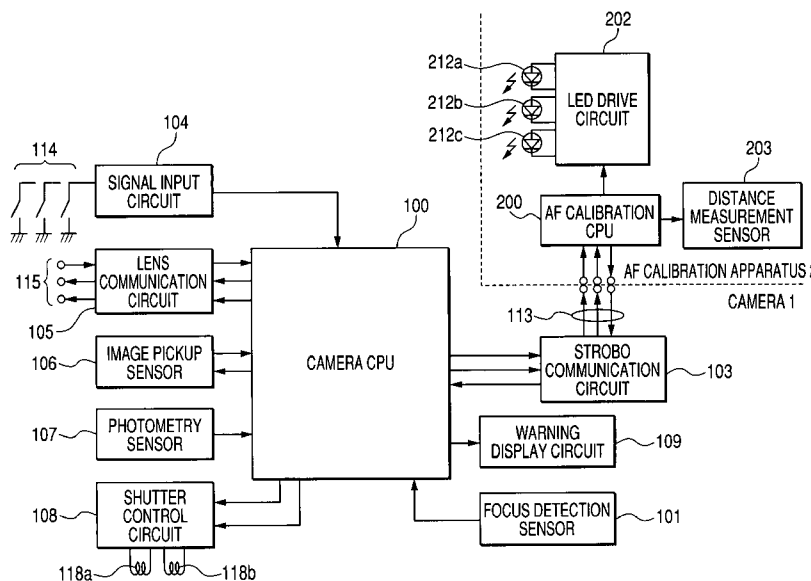 202
212a
212b
212c
LED DRIVE
CIRCUIT
203
114
104
SIGNAL INPUT
CIRCUIT
100
200
AF CALIBRATION
CPU
DISTANCE
MEASUREMENT
SENSOR
115
LENS
COMMUNICATION
CIRCUIT
105
AF CALIBRATION APPARATUS 2
CAMERA 1
113
106
IMAGE PICKUP
SENSOR
CAMERA CPU
STROBO
COMMUNICATION
CIRCUIT
103
107
PHOTOMETRY
SENSOR
WARNING
DISPLAY CIRCUIT
109
108
SHUTTER
CONTROL
CIRCUIT
FOCUS DETECTION
SENSOR
101
118a
118b